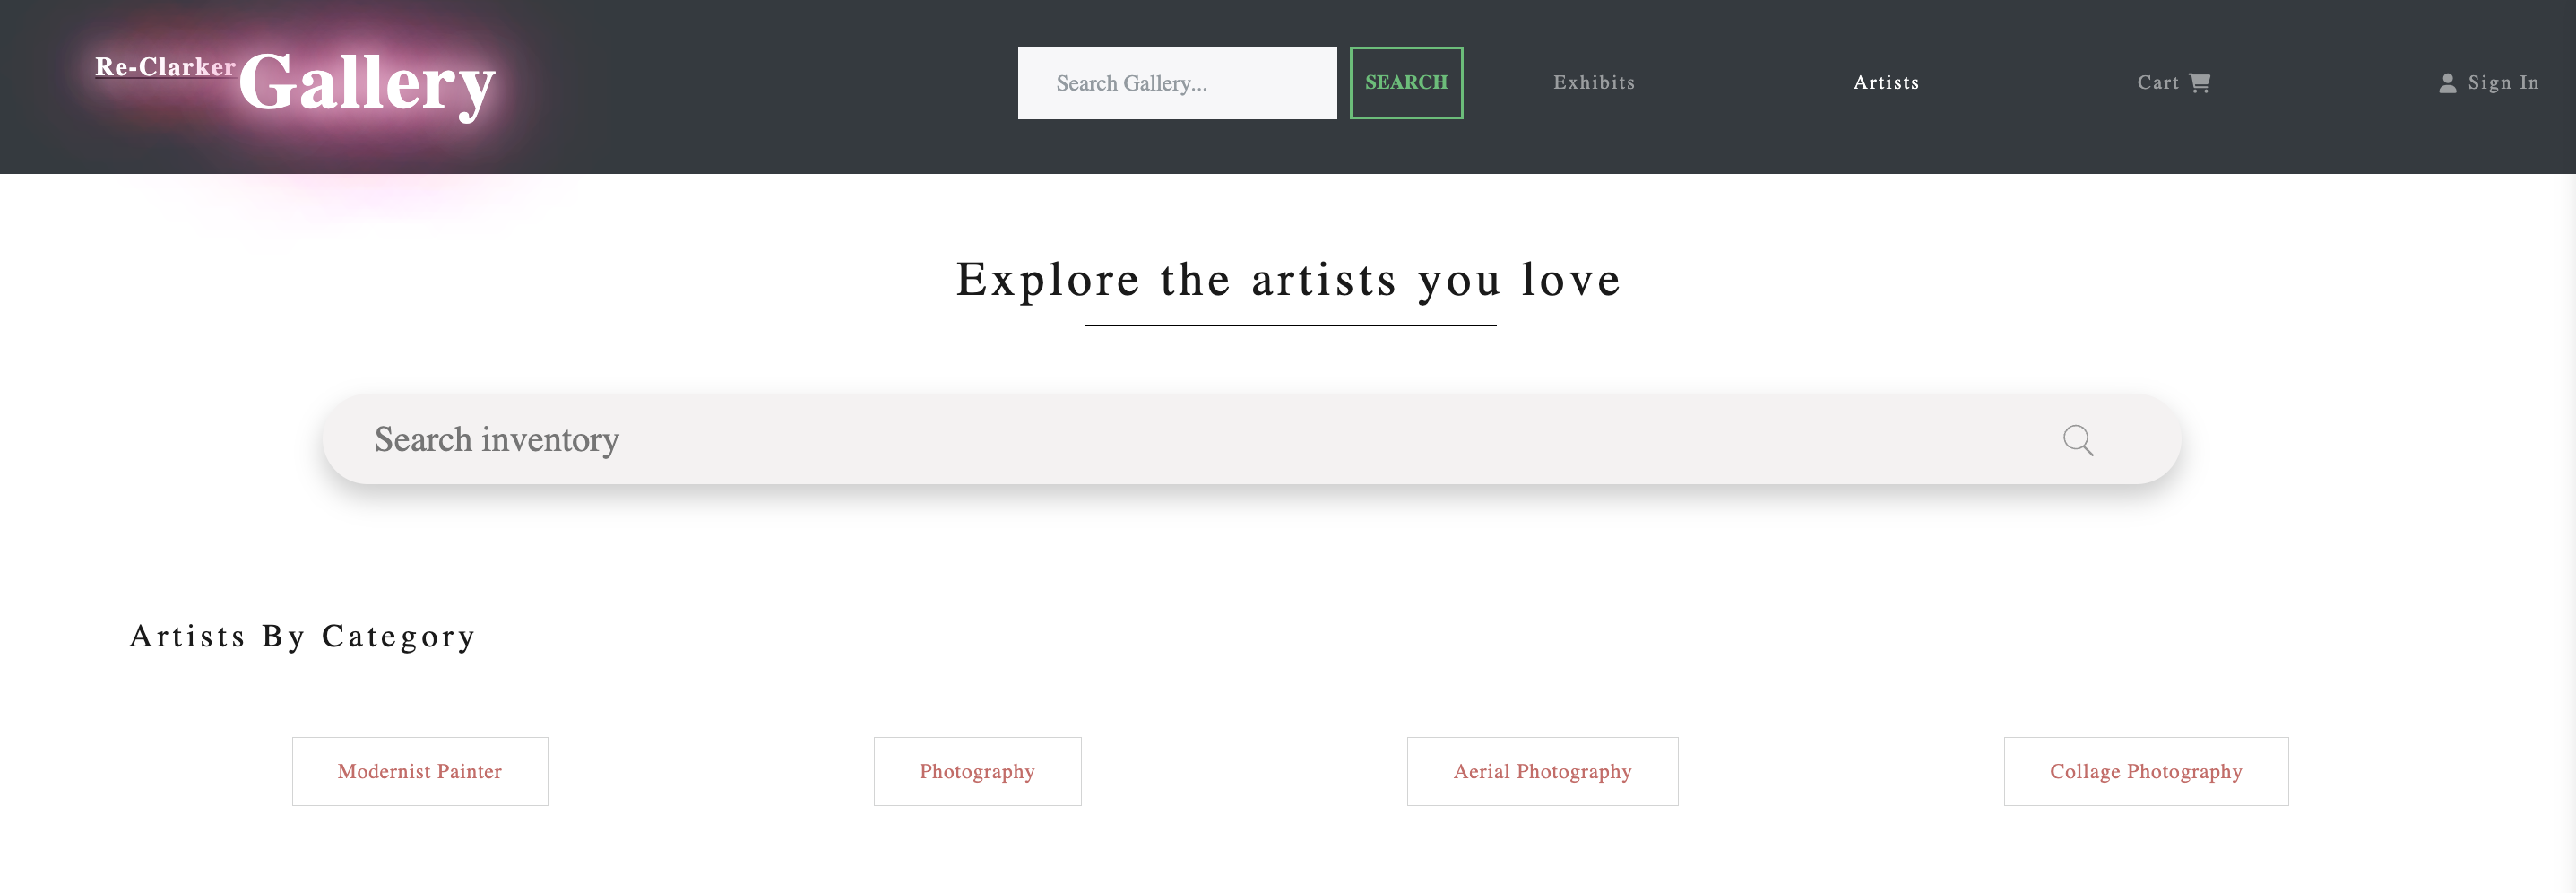 Re-Clarker Gallery
Search Gallery...
SEARCH
Exhibits
Artists
Cart
Sign In
Explore the artists you love
Search inventory
Artists By Category
Modernist Painter
Photography
Aerial Photography
Collage Photography